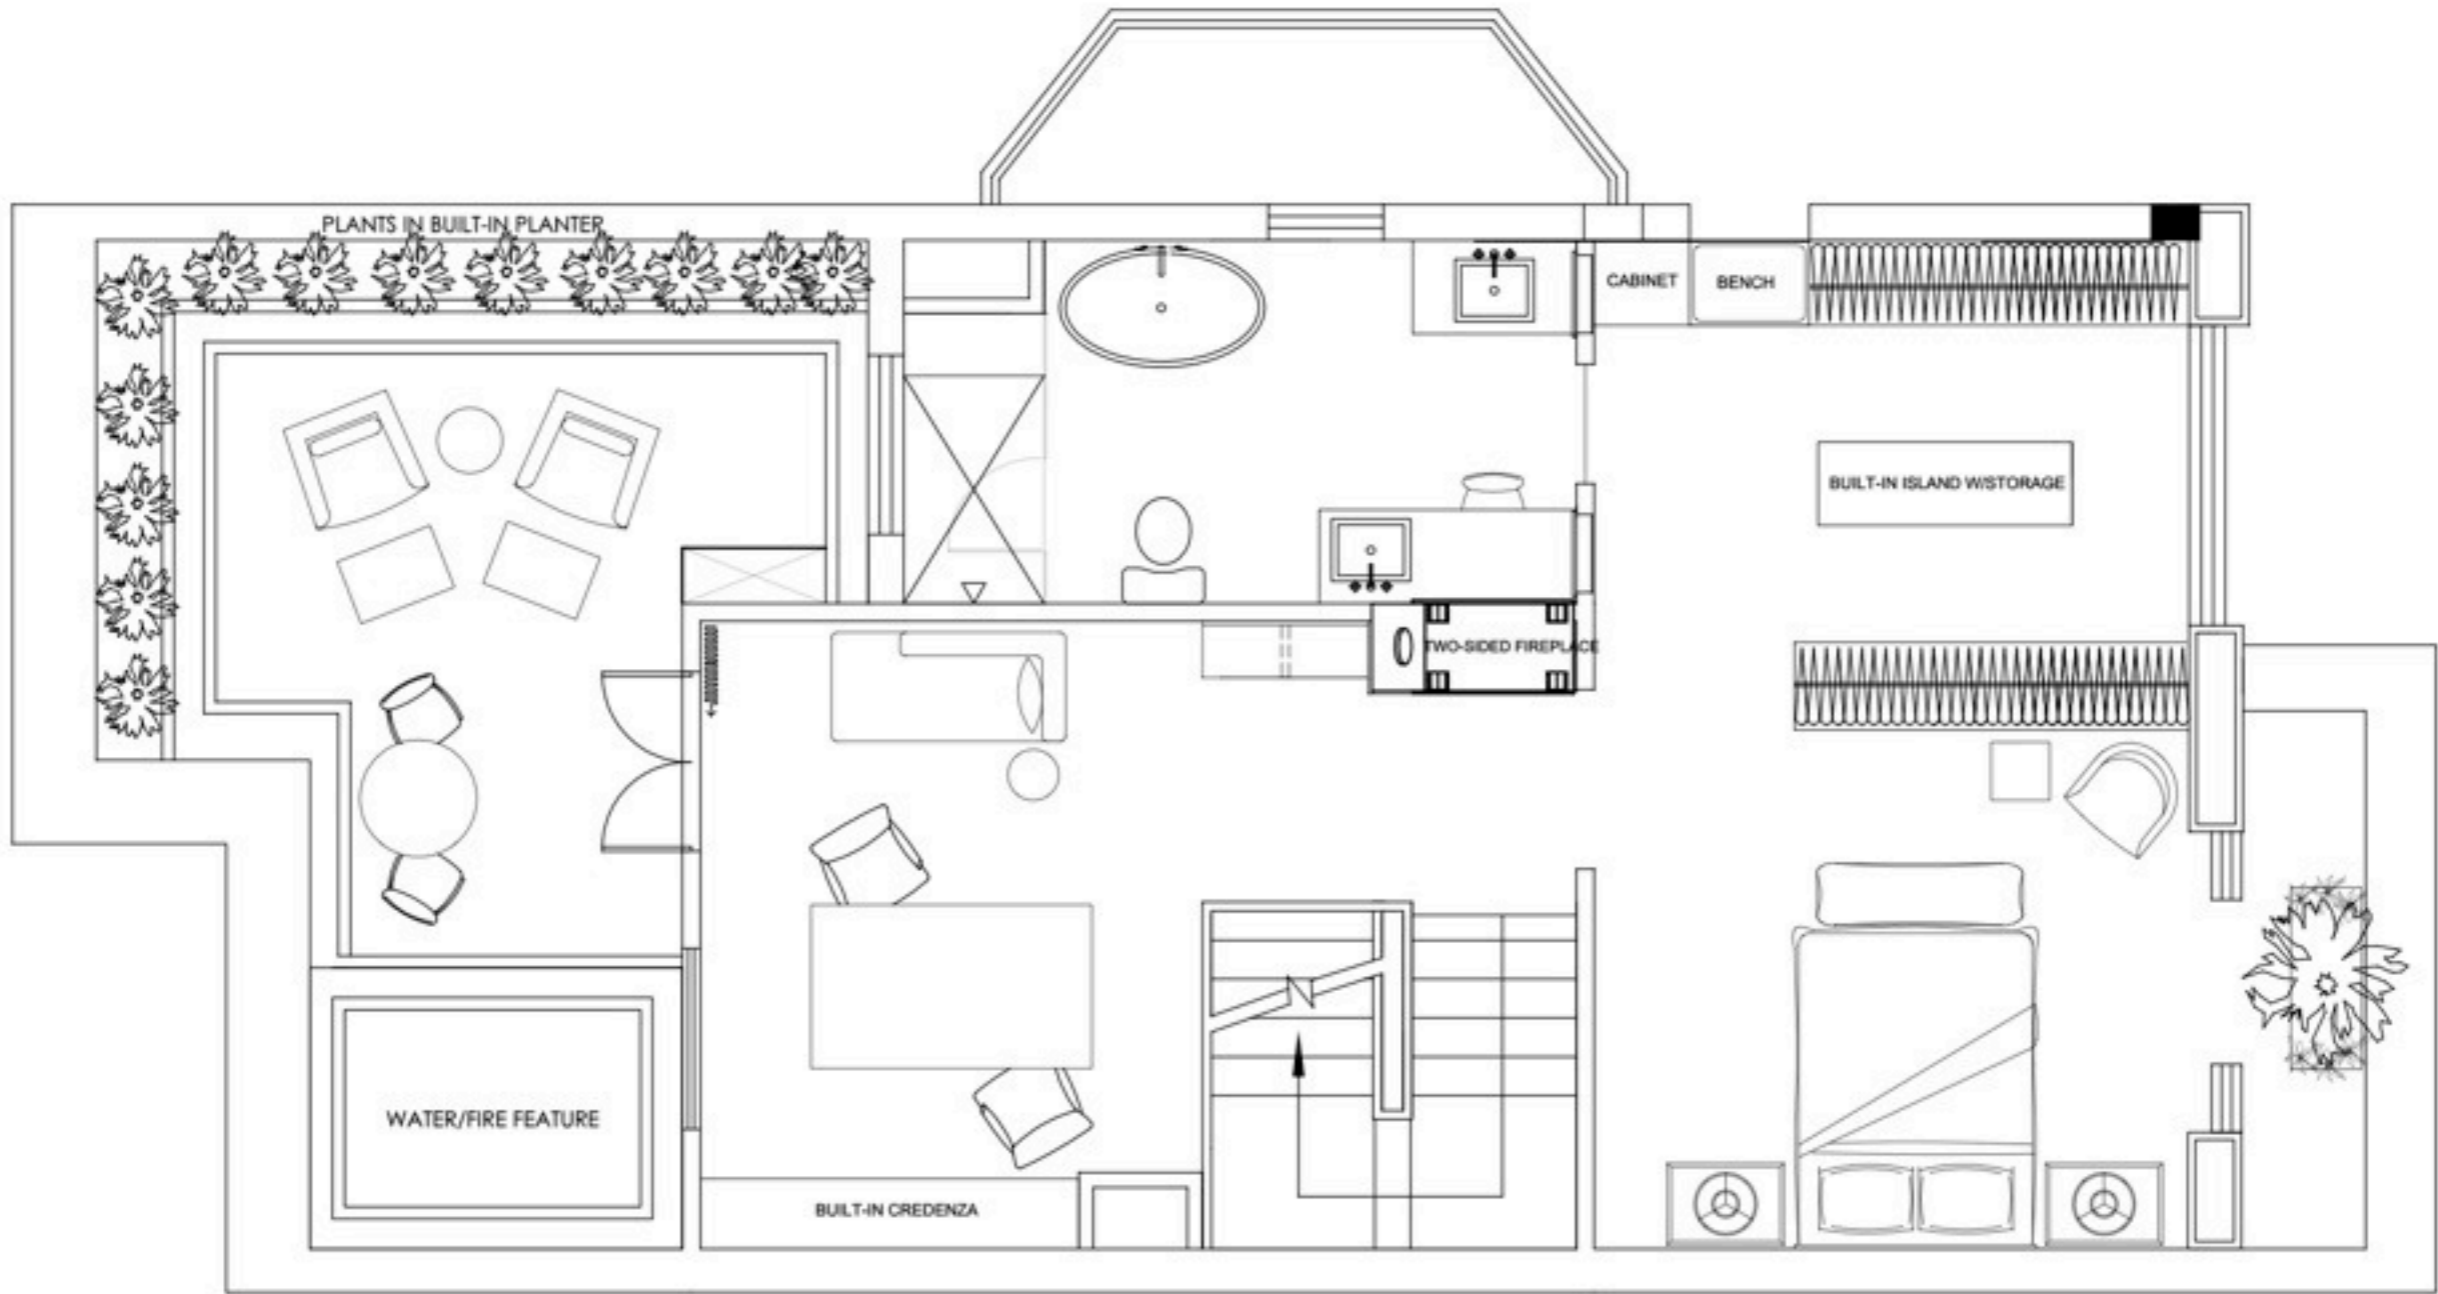 PLANTS IN BUILT-IN PLANTER
CABINET
BENCH
BUILT-IN ISLAND W/STORAGE
TWO-SIDED FIREPLACE
WATER/FIRE FEATURE
BUILT-IN CREDENZA